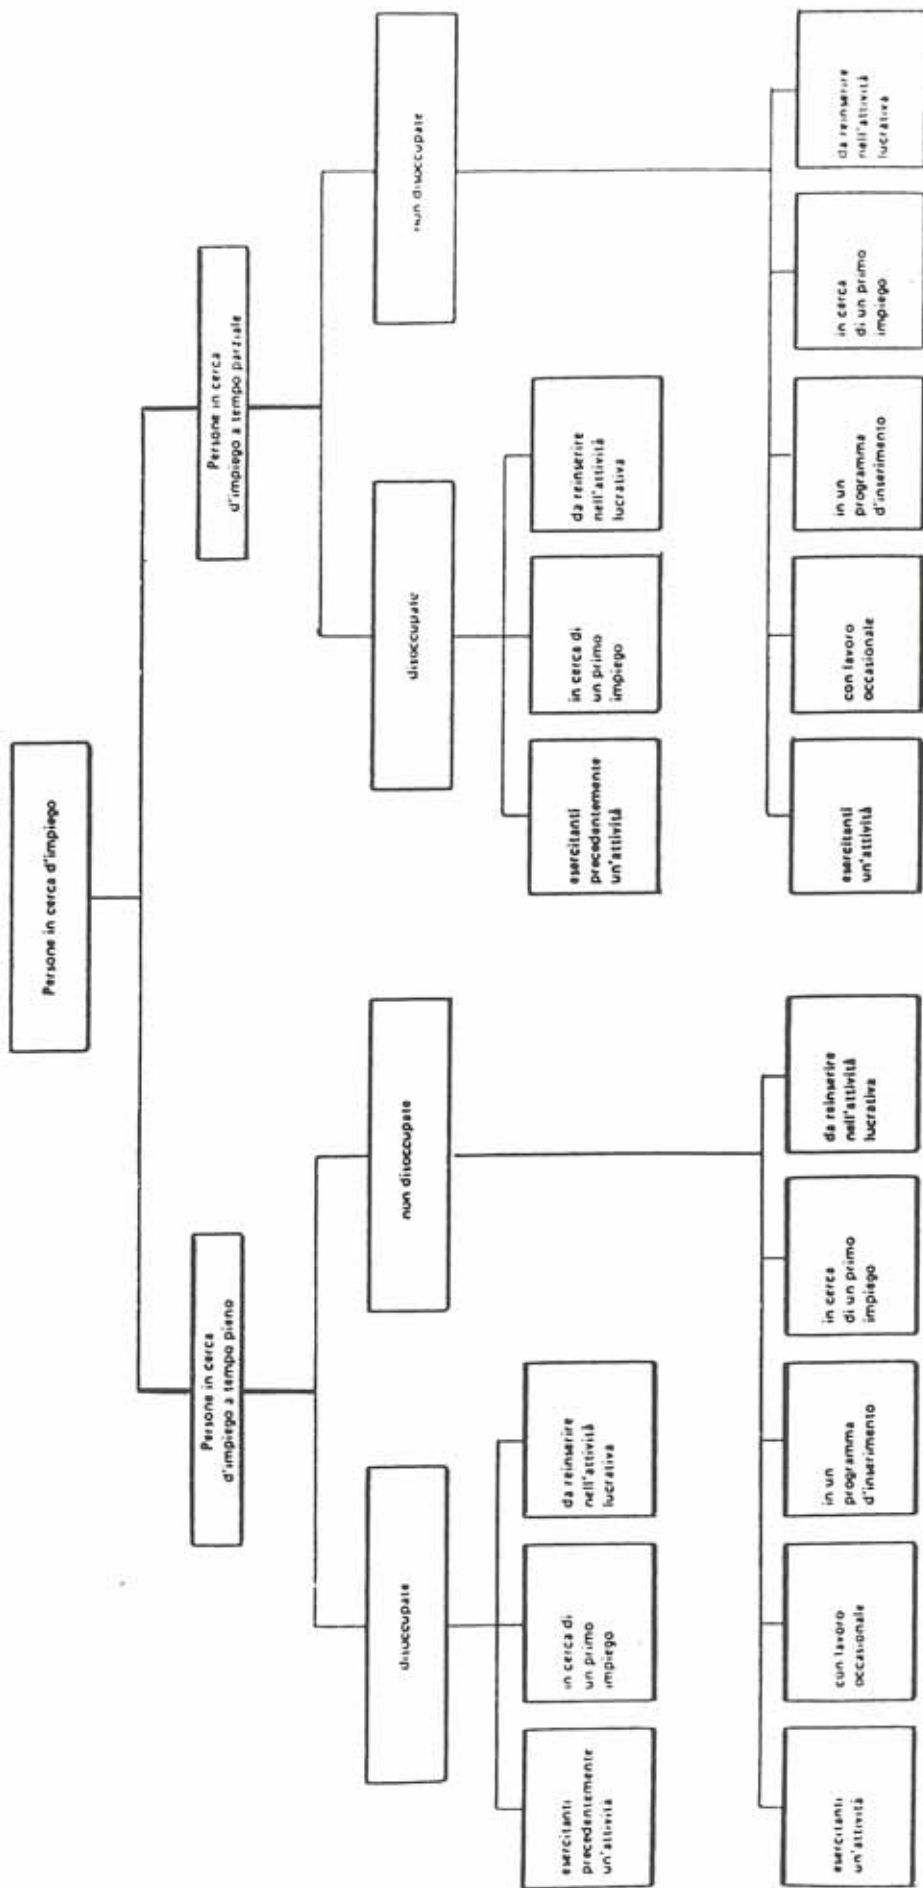 Persone in cerca d'impiego
Persone in cerca
d'impiego a tempo pieno
Persone in cerca
d'impiego a tempo parziale
disoccupate
non disoccupate
disoccupate
non disoccupate
esercitanti
precedentemente
un'attività
in cerca di
un primo
impiego
da reinserire
nell'attività
lucrativa
esercitanti
precedentemente
un'attività
in cerca di
un primo
impiego
da reinserire
nell'attività
lucrativa
esercitanti
un'attività
con lavoro
occasionale
in un
programma
d'inserimento
in cerca
di un primo
impiego
da reinserire
nell'attività
lucrativa
esercitanti
un'attività
con lavoro
occasionale
in un
programma
d'inserimento
in cerca
di un primo
impiego
da reinserire
nell'attività
lucrativa